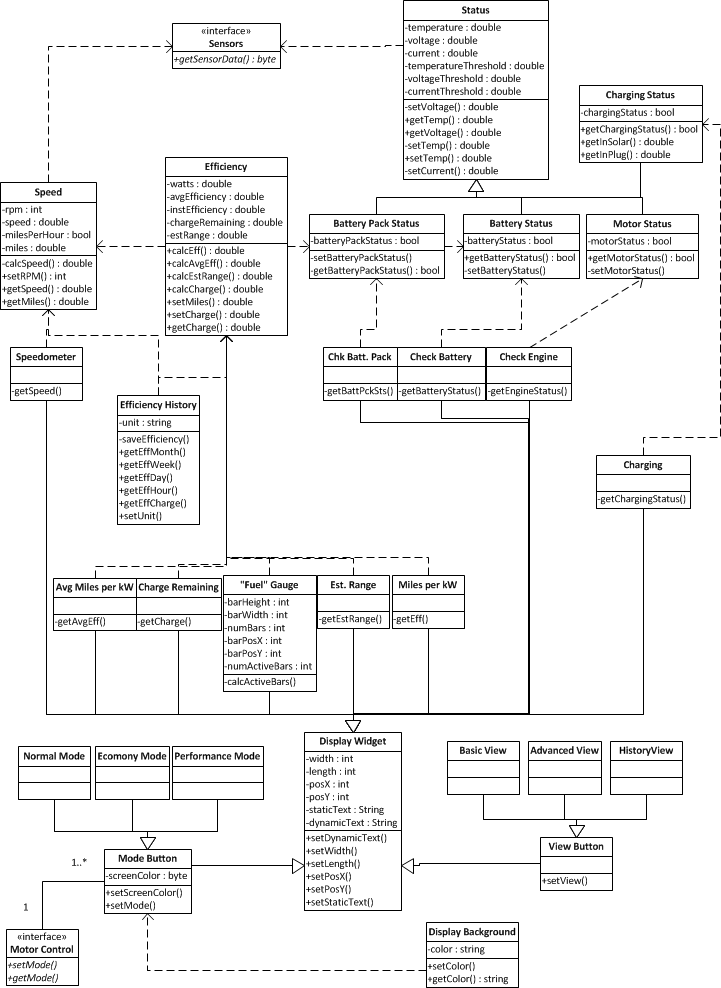 Status
-temperature : double
-voltage : double
-current : double
-temperatureThreshold : double
-voltageThreshold : double
-currentThreshold : double
-setVoltage() : double
+getTemp() : double
+getVoltage() : double
-setTemp() : double
+setTemp() : double
-setCurrent() : double
«interface»
Sensors
+getSensorData() : byte
Charging Status
-chargingStatus : bool
+getChargingStatus() : bool
+getInSolar() : double
+getInPlug() : double
Efficiency
-watts : double
-avgEfficiency : double
-instEfficiency : double
-chargeRemaining : double
-estRange : double
+calcEff() : double
+calcAvgEff() : double
+calcEstRange() : double
+calcCharge() : double
+setMiles() : double
+setCharge() : double
+getCharge() : double
Speed
-rpm : int
-speed : double
-milesPerHour : bool
-miles : double
-calcSpeed() : double
+setRPM() : int
+getSpeed() : double
+getMiles() : double
Battery Pack Status
-batteryPackStatus : bool
-setBatteryPackStatus()
-getBatteryPackStatus() : bool
Battery Status
-batteryStatus : bool
+getBatteryStatus() : bool
-setBatteryStatus()
Motor Status
-motorStatus : bool
+getMotorStatus() : bool
-setMotorStatus()
Speedometer
-getSpeed()
Chk Batt. Pack
-getBattPckSts()
Check Battery
-getBatteryStatus()
Check Engine
-getEngineStatus()
Efficiency History
-unit : string
-saveEfficiency()
+getEffMonth()
+getEffWeek()
+getEffDay()
+getEffHour()
+getEffCharge()
+setUnit()
Charging
-getChargingStatus()
Avg Miles per kW
-getAvgEff()
Charge Remaining
-getCharge()
"Fuel" Gauge
-barHeight : int
-barWidth : int
-numBars : int
-barPosX : int
-barPosY : int
-numActiveBars : int
-calcActiveBars()
Est. Range
-getEstRange()
Miles per kW
-getEff()
Display Widget
-width : int
-length : int
-posX : int
-posY : int
-staticText : String
-dynamicText : String
+setDynamicText()
+setWidth()
+setLength()
+setPosX()
+setPosY()
+setStaticText()
Normal Mode
Ecomony Mode
Performance Mode
Basic View
Advanced View
HistoryView
Mode Button
-screenColor : byte
+setScreenColor()
+setMode()
View Button
+setView()
1..*
1
«interface»
Motor Control
+setMode()
+getMode()
Display Background
-color : string
+setColor()
+getColor() : string